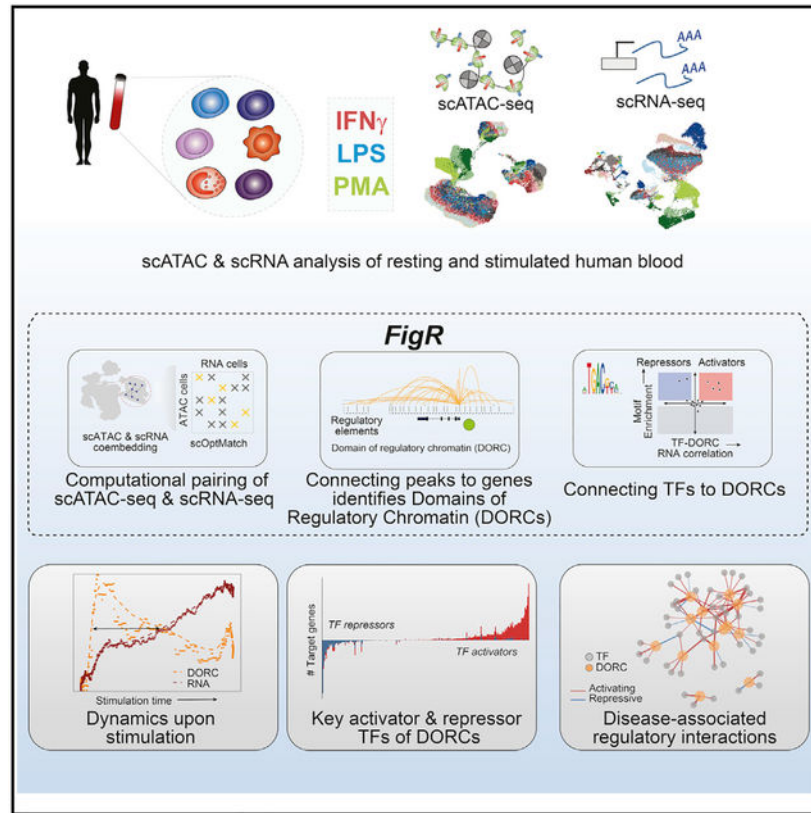 AAA
AAA
scATAC-seq
scRNA-seq
IFNγ
LPS
PMA
scATAC & scRNA analysis of resting and stimulated human blood
FigR
RNA cells
ATAC cells
scATAC & scRNA
coembedding
scOptMatch
Computational pairing of
scATAC-seq & scRNA-seq
Regulatory
elements
Domain of regulatory chromatin (DORC)
Connecting peaks to genes
identifies Domains of
Regulatory Chromatin (DORCs)
Repressors
Activators
Motif
Enrichment
TF-DORC
RNA correlation
Connecting TFs to DORCs
DORC
RNA
Stimulation time
Dynamics upon
stimulation
# Target genes
TF repressors
TF activators
Key activator & repressor
TFs of DORCs
TF
DORC
Activating
Repressive
Disease-associated
regulatory interactions